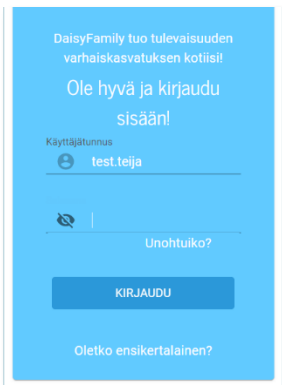 DaisyFamily tuo tulevaisuuden
varhaiskasvatuksen kotiisi!
Ole hyvä ja kirjaudu
sisään!
Käyttäjätunnus
test.teija
Unohtuiko?
KIRJAUDU
Oletko ensikertalainen?